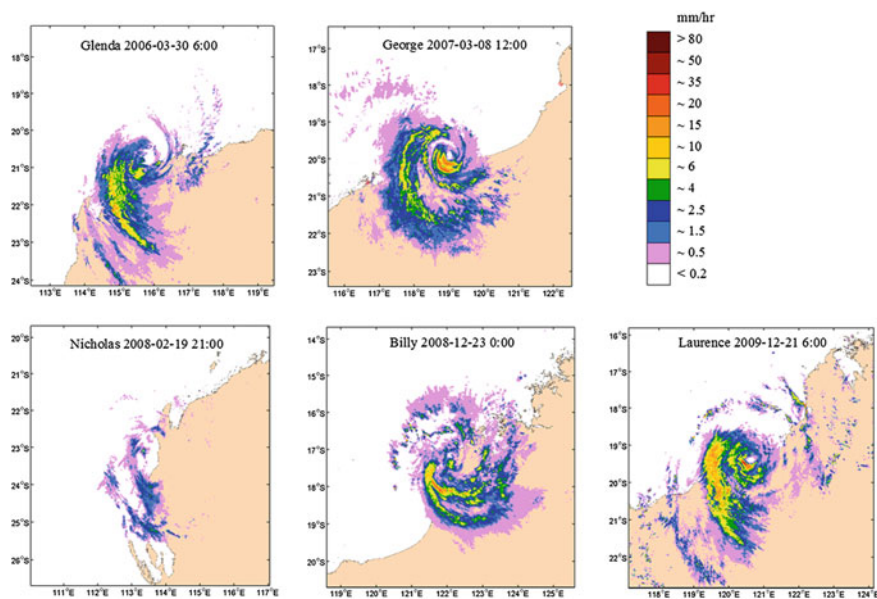 mm/hr
> 80
~ 50
~ 35
~ 20
~ 15
~ 10
~ 6
~ 4
~ 2.5
~ 1.5
~ 0.5
< 0.2
Glenda 2006-03-30 6:00
17°S
18°S
19°S
20°S
21°S
22°S
23°S
24°S
113°E 114°E 115°E 116°E 117°E 118°E 119°E
George 2007-03-08 12:00
17°S
18°S
19°S
20°S
21°S
22°S
23°S
116°E 117°E 118°E 119°E 120°E 121°E 122°E
Nicholas 2008-02-19 21:00
20°S
21°S
22°S
23°S
24°S
25°S
26°S
111°E 112°E 113°E 114°E 115°E 116°E 117°E
Billy 2008-12-23 0:00
14°S
15°S
16°S
17°S
18°S
19°S
20°S
119°E 120°E 121°E 122°E 123°E 124°E 125°E
Laurence 2009-12-21 6:00
16°S
17°S
18°S
19°S
20°S
21°S
22°S
118°E 119°E 120°E 121°E 122°E 123°E 124°E